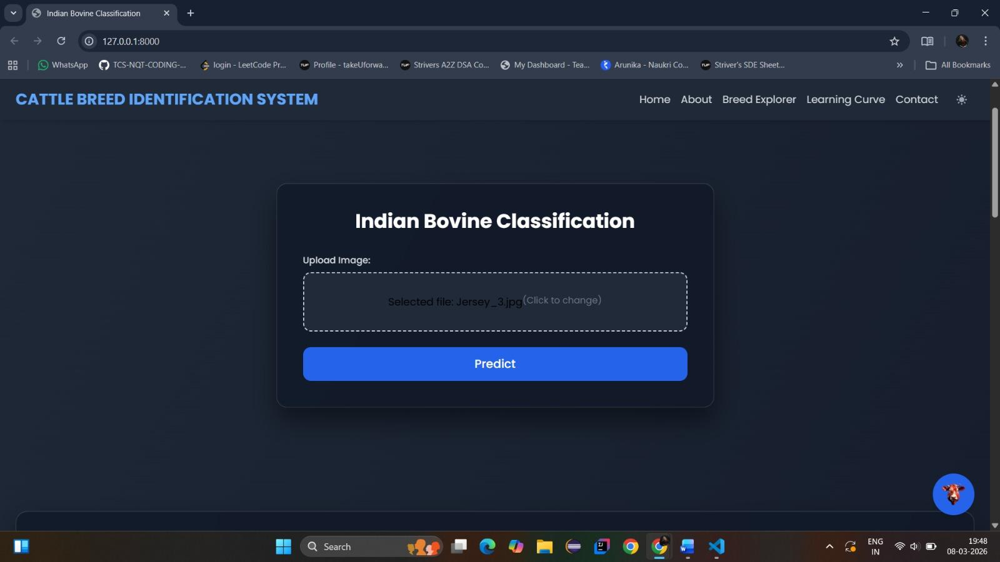 Indian Bovine Classification
127.0.0.1:8000
WhatsApp
TCS-NQT-CODING-...
login - LeetCode Pr...
Profile - takeUforwa...
Strivers A2Z DSA Co...
My Dashboard - Tea...
Arunika - Naukri Co...
Striver's SDE Sheet...
»
All Bookmarks
CATTLE BREED IDENTIFICATION SYSTEM
Home
About
Breed Explorer
Learning Curve
Contact
Indian Bovine Classification
Upload Image:
Selected file: Jersey_3.jpg(Click to change)
Predict
Search
ENG
IN
19:48
08-03-2026